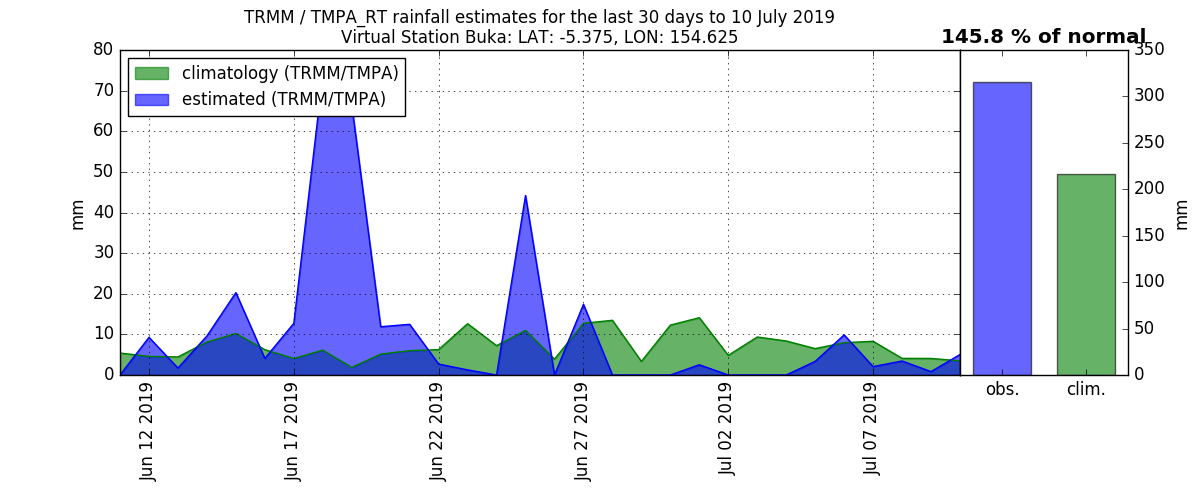 TRMM / TMPA_RT rainfall estimates for the last 30 days to 10 July 2019
Virtual Station Buka: LAT: -5.375, LON: 154.625
145.8 % of normal
climatology (TRMM/TMPA)
estimated (TRMM/TMPA)
80
70
60
50
40
30
20
10
0
mm
Jun 12 2019
Jun 17 2019
Jun 22 2019
Jun 27 2019
Jul 02 2019
Jul 07 2019
350
300
250
200
150
100
50
0
mm
obs.
clim.